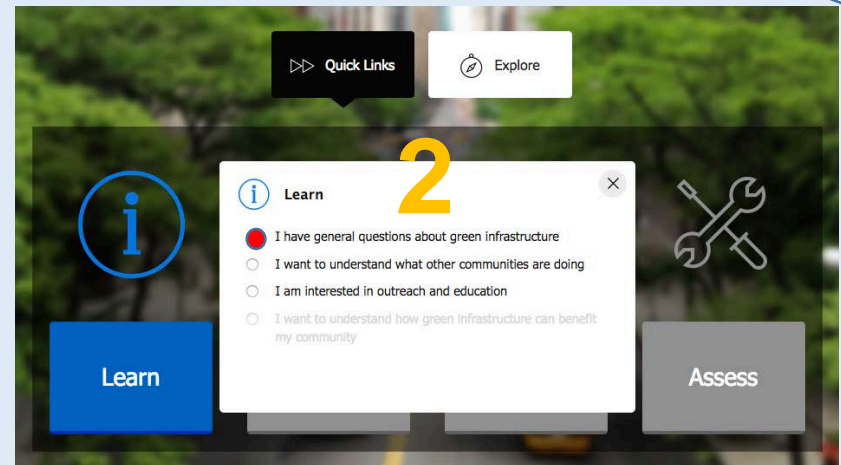 Quick Links
Explore
2
Learn
I have general questions about green infrastructure
I want to understand what other communities are doing
I am interested in outreach and education
I want to understand how green infrastructure can benefit
my community
Learn
Assess